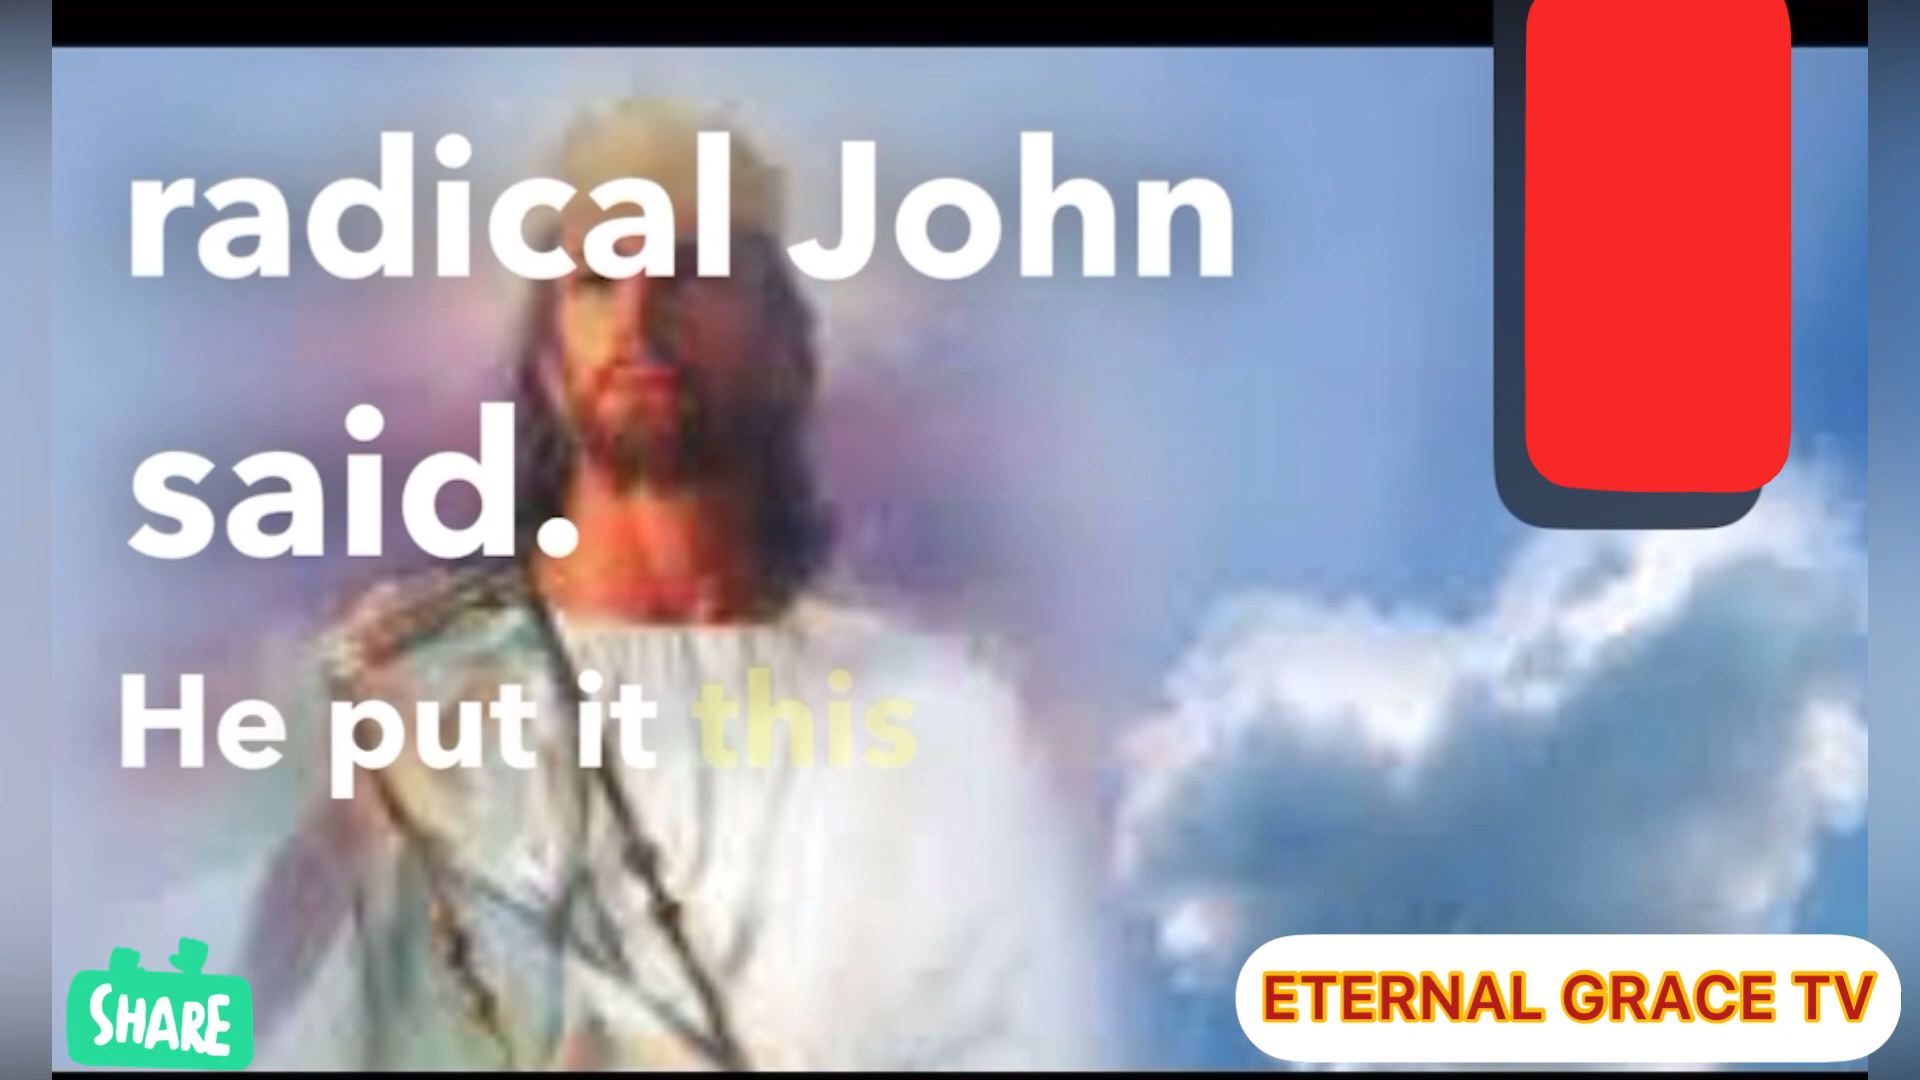 radical John
said.
He put it this
SHARE
ETERNAL GRACE TV